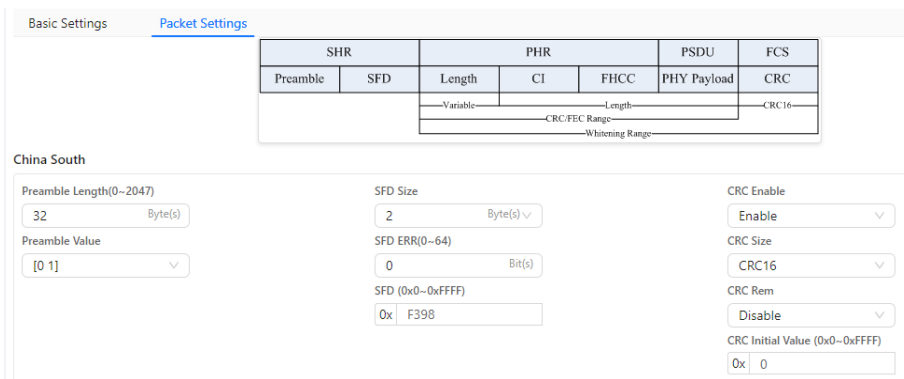 Basic Settings Packet Settings
SHR PHR PSDU FCS
Preamble SFD Length CI FHCC PHY Payload CRC
Variable Length CRC16
CRC/FEC Range
Whitening Range
China South
Preamble Length(0~2047) SFD Size CRC Enable
32 Byte(s) 2 Byte(s) Enable
Preamble Value SFD ERR(0~64) CRC Size
[0 1] 0 Bit(s) CRC16
SFD (0x0~0xFFFF) CRC Rem
0x F398 Disable
CRC Initial Value (0x0~0xFFFF)
0x 0